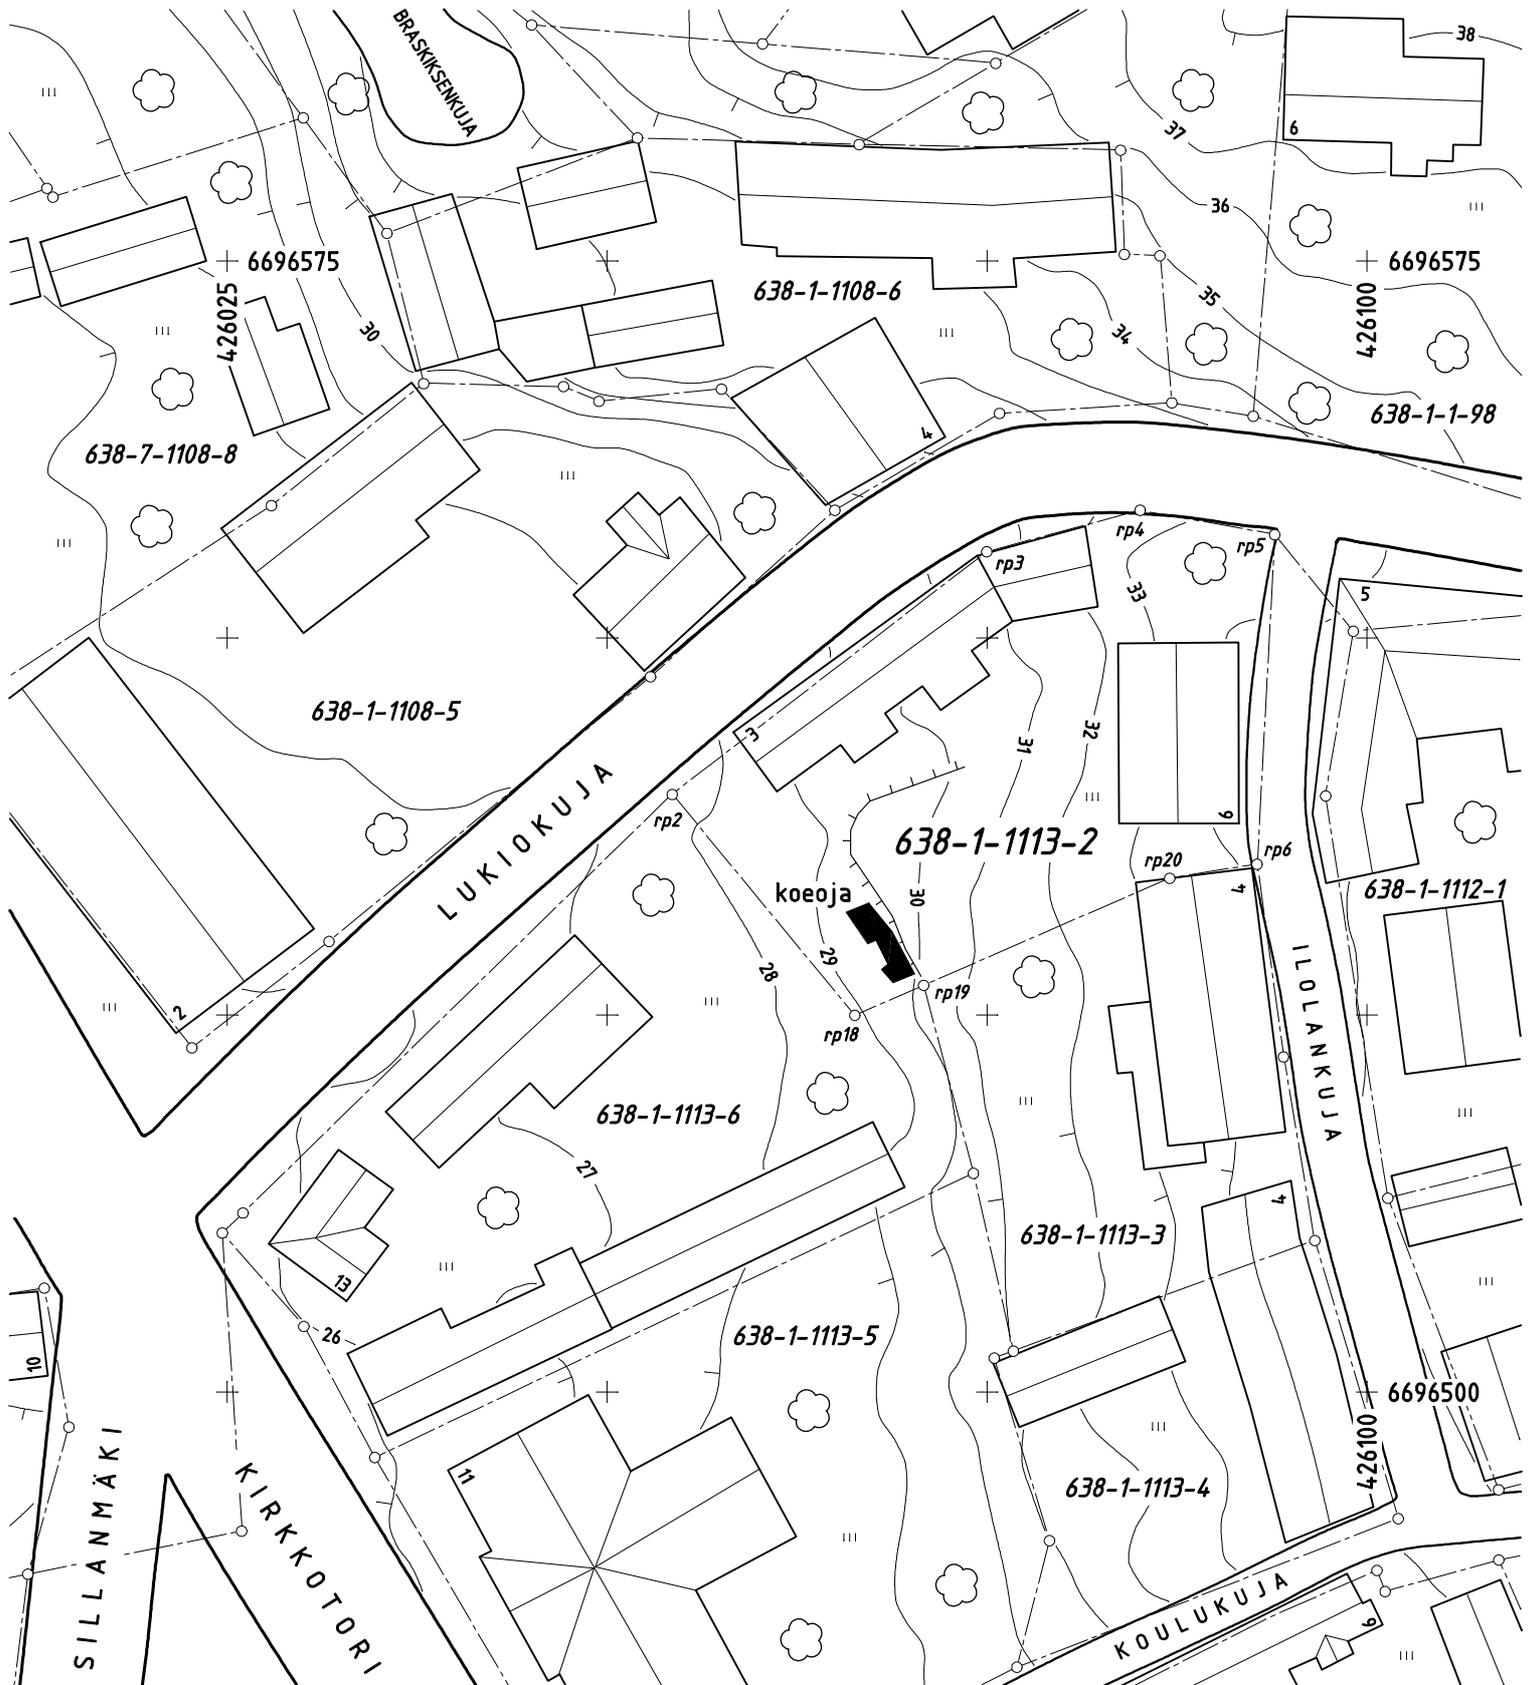 BRASKIKSENKUJA
38
37
6
36
6696575
6696575
426025
638-1-1108-6
426100
35
30
34
638-7-1108-8
638-1-1-98
4
rp4
rp5
rp3
33
5
638-1-1108-5
3
32
31
LUKIOKUJA
rp2
9
638-1-1113-2
rp20
rp6
koeoja
30
4
638-1-1112-1
29
28
rp19
2
rp18
ILOLANKUJA
638-1-1113-6
27
638-1-1113-3
4
13
26
638-1-1113-5
10
6696500
426100
SILLANMÄKI
KIRKKOTORI
11
638-1-1113-4
KOULUKUJA
9